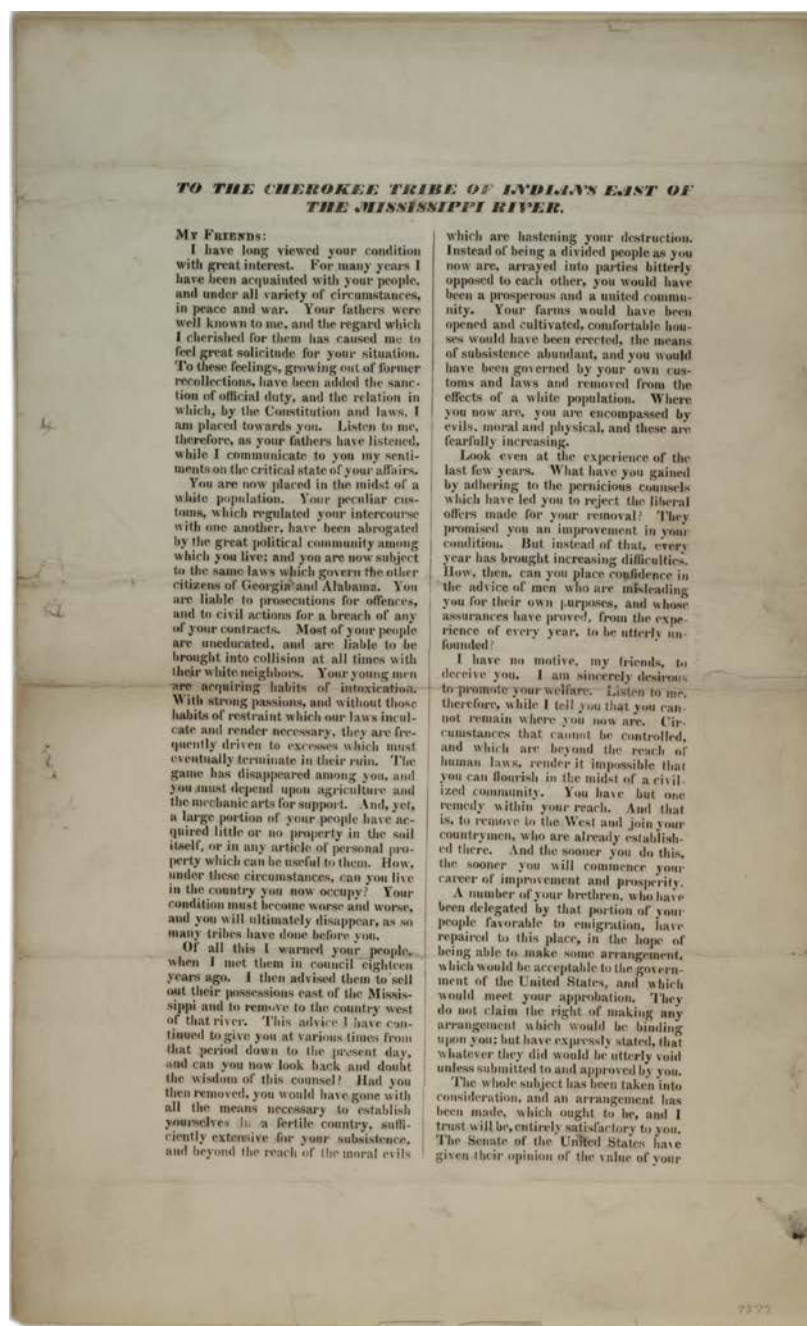 TO THE CHEROKEE TRIBE OF INDIANS EAST OF
THE MISSISSIPPI RIVER.
MY FRIENDS:
I have long viewed your condition
with great interest. For many years I
have been acquainted with your people,
and under all variety of circumstances,
in peace and war. Your fathers were
well known to me, and the regard which
I cherished for them has caused me to
feel great solicitude for your situation.
To these feelings, growing out of former
recollections, have been added the sanc-
tion of official duty, and the relation in
which, by the Constitution and laws, I
am placed towards you. Listen to me,
therefore, as your fathers have listened,
while I communicate to you my senti-
ments on the critical state of your affairs.
You are now placed in the midst of a
white population. Your peculiar cus-
toms, which regulated your intercourse
with one another, have been abrogated
by the great political community among
which you live; and you are now subject
to the same laws which govern the other
citizens of Georgia and Alabama. You
are liable to prosecutions for offences,
and to civil actions for a breach of any
of your contracts. Most of your people
are uneducated, and are liable to be
brought into collision at all times with
their white neighbors. Your young men
are acquiring habits of intoxication.
With strong passions, and without those
habits of restraint which our laws incul-
cate and render necessary, they are fre-
quently driven to excesses which must
eventually terminate in their ruin. The
game has disappeared among you, and
you must depend upon agriculture and
the mechanic arts for support. And, yet,
a large portion of your people have ac-
quired little or no property in the soil
itself, or in any article of personal pro-
perty which can be useful to them. How,
under these circumstances, can you live
in the country you now occupy? Your
condition must become worse and worse,
and you will ultimately disappear, as so
many tribes have done before you.
Of all this I warned your people,
when I met them in council eighteen
years ago. I then advised them to sell
out their possessions east of the Missis-
sippi and to remove to the country west
of that river. This advice I have con-
tinued to give you at various times from
that period down to the present day,
and can you now look back and doubt
the wisdom of this counsel? Had you
then removed, you would have gone with
all the means necessary to establish
yourselves in a fertile country, suffi-
ciently extensive for your subsistence,
and beyond the reach of the moral evils
which are hastening your destruction.
Instead of being a divided people as you
now are, arrayed into parties bitterly
opposed to each other, you would have
been a prosperous and a united commu-
nity. Your farms would have been
opened and cultivated, comfortable hou-
ses would have been erected, the means
of subsistence abundant, and you would
have been governed by your own cus-
toms and laws and removed from the
effects of a white population. Where
you now are, you are encompassed by
evils, moral and physical, and these are
fearfully increasing.
Look even at the experience of the
last few years. What have you gained
by adhering to the pernicious counsels
which have led you to reject the liberal
offers made for your removal? They
promised you an improvement in your
condition. But instead of that, every
year has brought increasing difficulties.
How, then, can you place confidence in
the advice of men who are misleading
you for their own purposes, and whose
assurances have proved, from the expe-
rience of every year, to be utterly un-
founded?
I have no motive, my friends, to
deceive you. I am sincerely desirous
to promote your welfare. Listen to me,
therefore, while I tell you that you can-
not remain where you now are. Cir-
cumstances that cannot be controlled,
and which are beyond the reach of
human laws, render it impossible that
you can flourish in the midst of a civil-
ized community. You have but one
remedy within your reach. And that
is, to remove to the West and join your
countrymen, who are already establish-
ed there. And the sooner you do this,
the sooner you will commence your
career of improvement and prosperity.
A number of your brethren, who have
been delegated by that portion of your
people favorable to emigration, have
repaired to this place, in the hope of
being able to make some arrangement,
which would be acceptable to the govern-
ment of the United States, and which
would meet your approbation. They
do not claim the right of making any
arrangement which would be binding
upon you; but have expressly stated, that
whatever they did would be utterly void
unless submitted to and approved by you.
The whole subject has been taken into
consideration, and an arrangement has
been made, which ought to be, and I
trust will be, entirely satisfactory to you.
The Senate of the United States have
given their opinion of the value of your